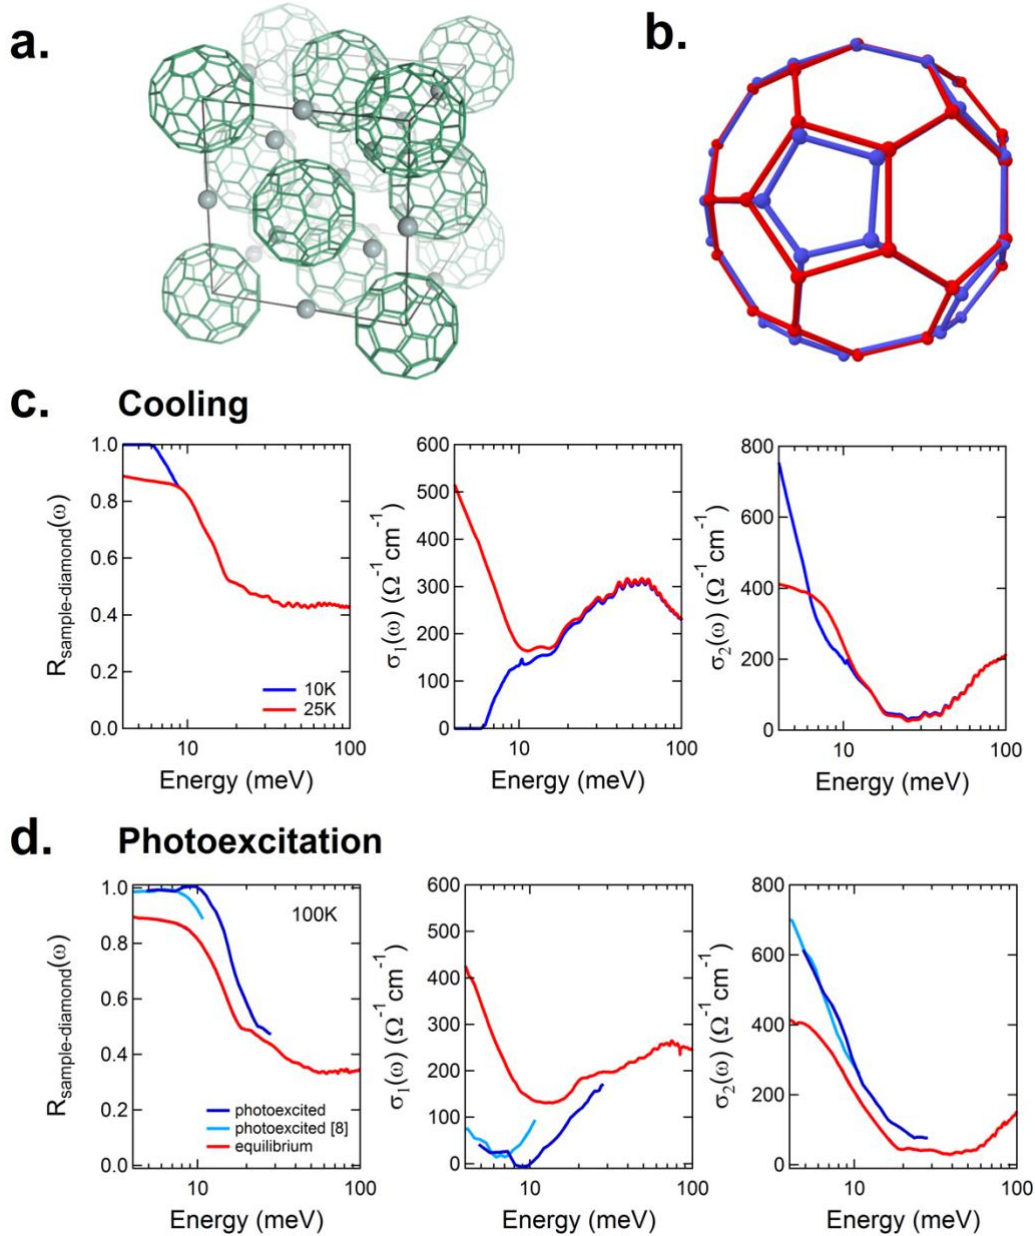 a.
b.
c. Cooling
1.0
0.8
0.6
0.4
0.2
0.0
R_sample-diamond(ω)
10K
25K
10
100
Energy (meV)
600
500
400
300
200
100
0
σ₁(ω) (Ω⁻¹cm⁻¹)
10
100
Energy (meV)
800
600
400
200
0
σ₂(ω) (Ω⁻¹cm⁻¹)
10
100
Energy (meV)
d. Photoexcitation
1.0
0.8
0.6
0.4
0.2
0.0
R_sample-diamond(ω)
100K
photoexcited
photoexcited [8]
equilibrium
10
100
Energy (meV)
600
500
400
300
200
100
0
σ₁(ω) (Ω⁻¹cm⁻¹)
10
100
Energy (meV)
800
600
400
200
0
σ₂(ω) (Ω⁻¹cm⁻¹)
10
100
Energy (meV)